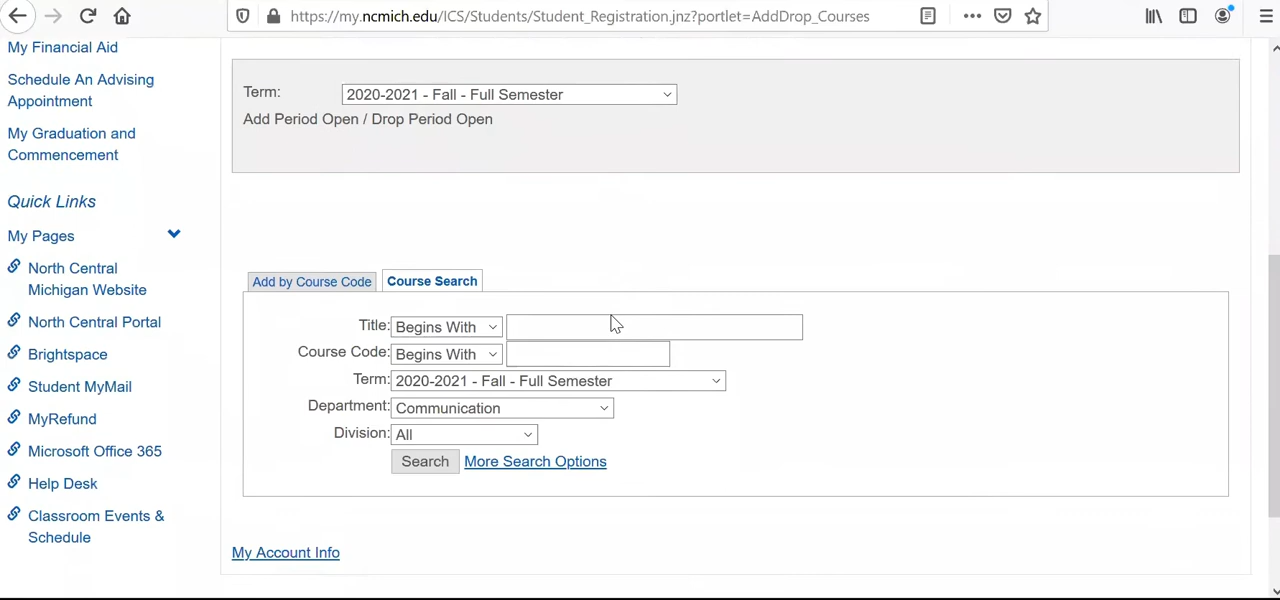 https://my.ncmich.edu/ICS/Students/Student_Registration.jnz?portlet=AddDrop_Courses
My Financial Aid
Schedule An Advising
Appointment
My Graduation and
Commencement
Quick Links
My Pages
North Central
Michigan Website
North Central Portal
Brightspace
Student MyMail
MyRefund
Microsoft Office 365
Help Desk
Classroom Events &
Schedule
Term: 2020-2021 - Fall - Full Semester
Add Period Open / Drop Period Open
Add by Course Code Course Search
Title: Begins With
Course Code: Begins With
Term: 2020-2021 - Fall - Full Semester
Department: Communication
Division: All
Search More Search Options
My Account Info